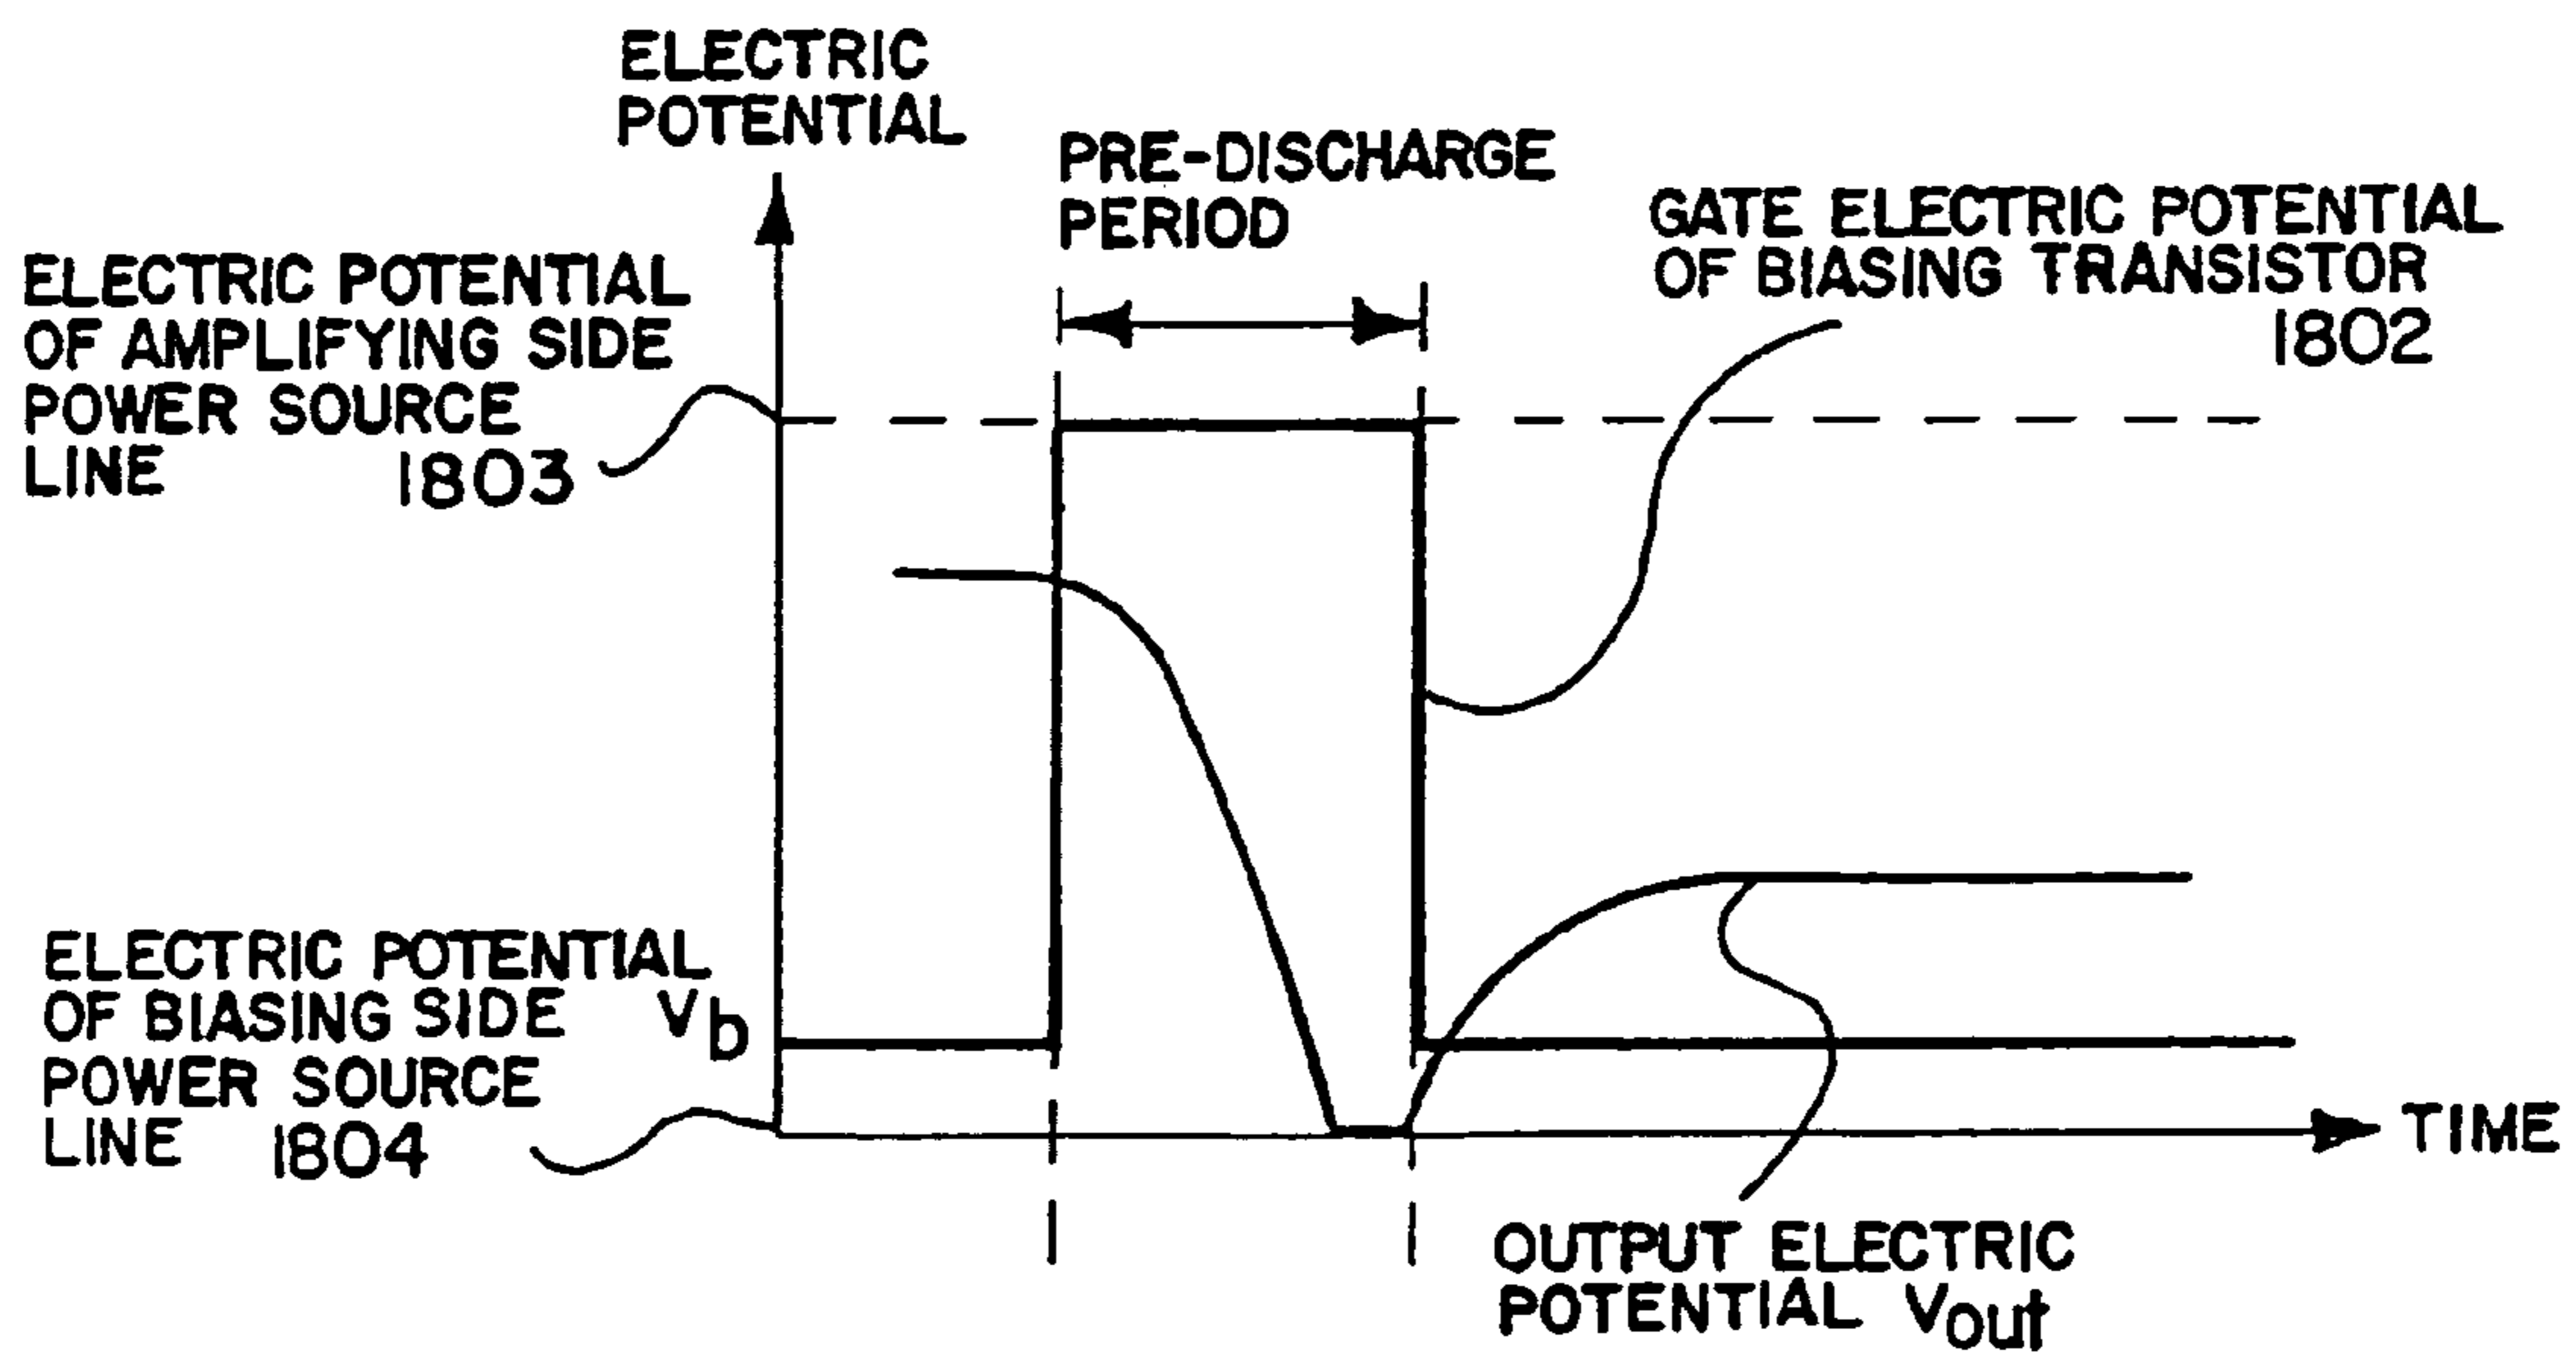 ELECTRIC
POTENTIAL
PRE-DISCHARGE
PERIOD
GATE ELECTRIC POTENTIAL
OF BIASING TRANSISTOR
1802
ELECTRIC POTENTIAL
OF AMPLIFYING SIDE
POWER SOURCE
LINE 1803
ELECTRIC POTENTIAL
OF BIASING SIDE
POWER SOURCE
LINE 1804
Vb
TIME
OUTPUT ELECTRIC
POTENTIAL Vout